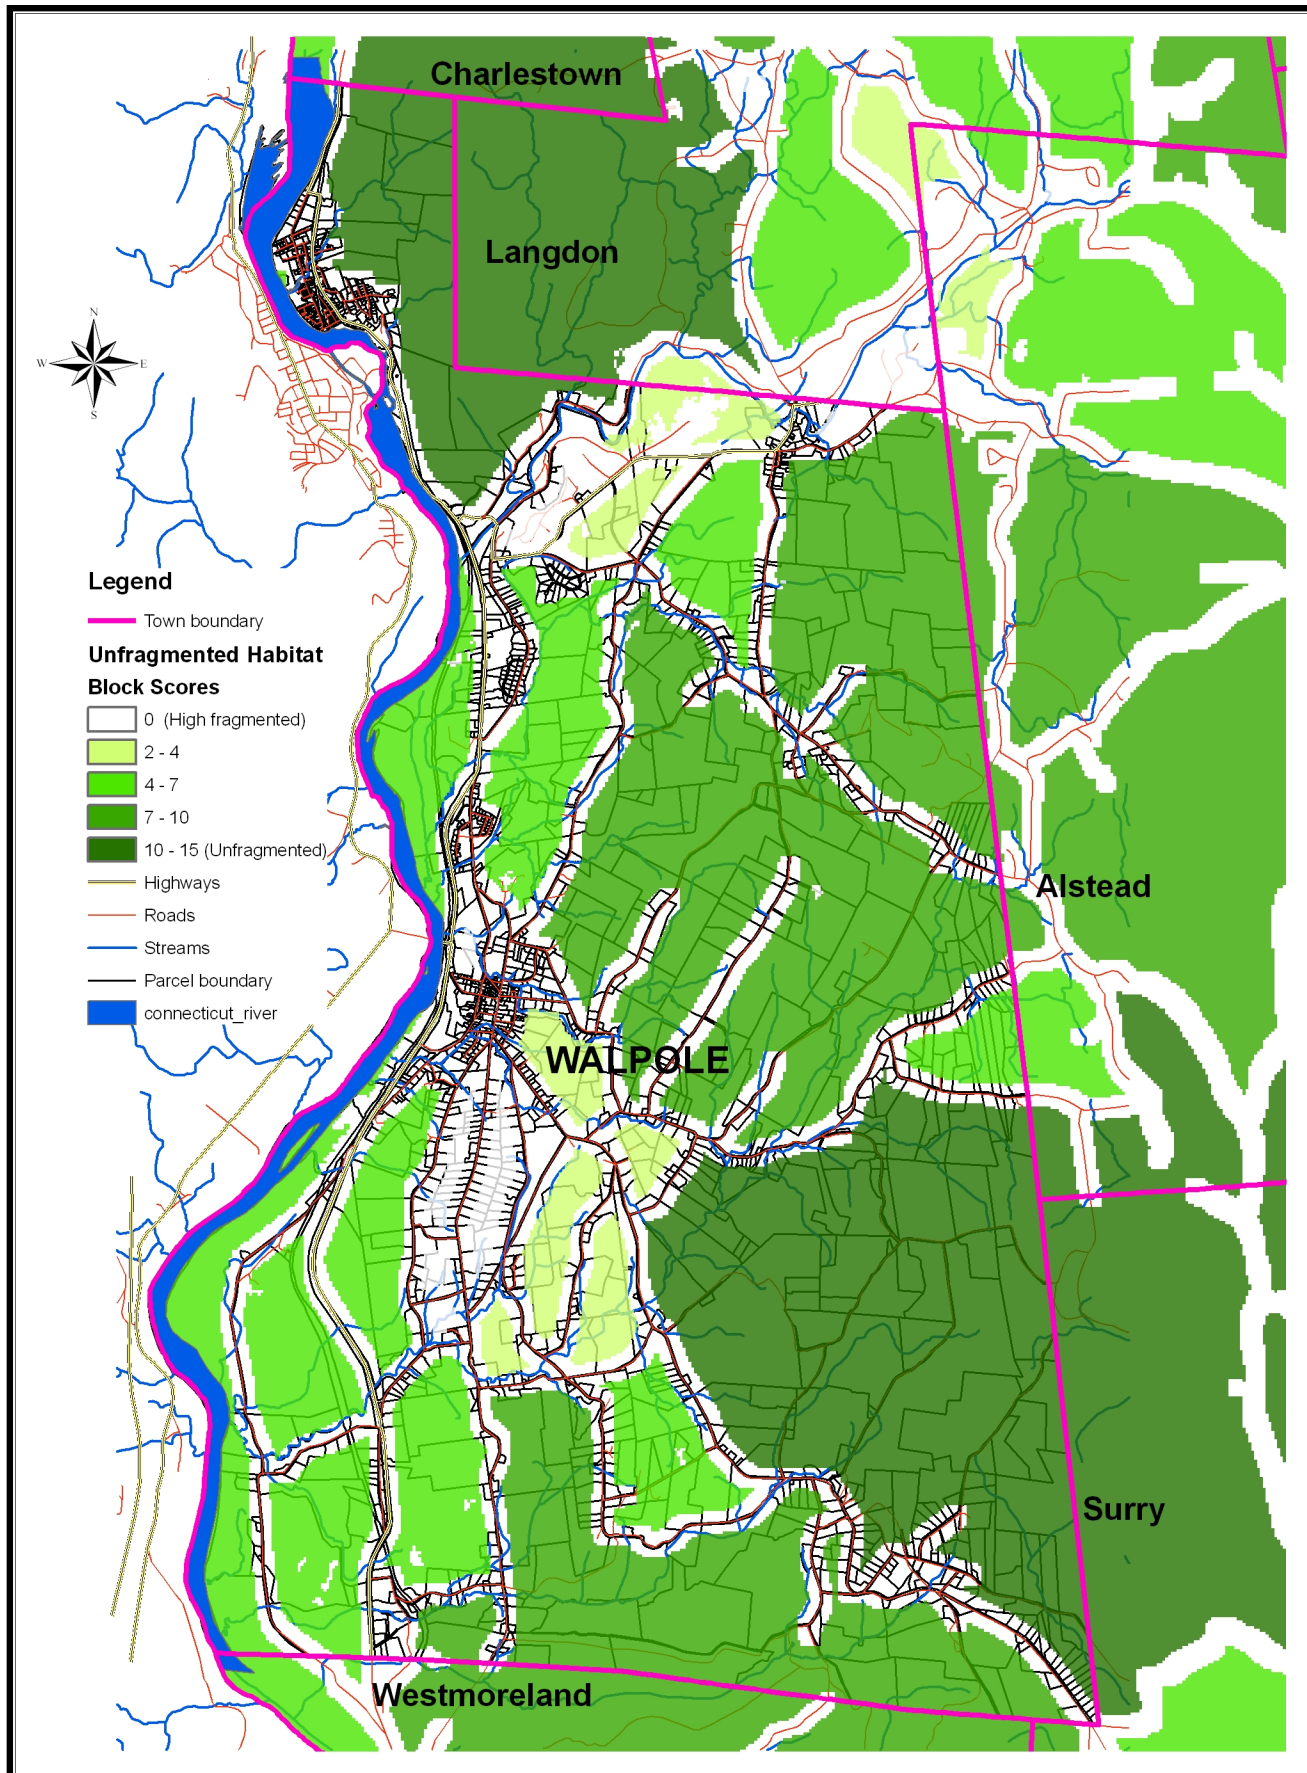 Charlestown
Langdon
N
W
E
S
Legend
Town boundary
Unfragmented Habitat
Block Scores
0 (High fragmented)
2 - 4
4 - 7
7 - 10
10 - 15 (Unfragmented)
Highways
Roads
Streams
Parcel boundary
connecticut_river
Alstead
WALPOLE
Surry
Westmoreland